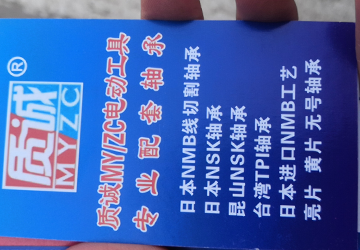 ®
质诚
MYZC
质诚MYZC电动工具
专业配套轴承
日本NMB线切割轴承
日本NSK轴承
昆山NSK轴承
台湾TPI轴承
日本进口NMB工艺
亮片 黄片 无号轴承